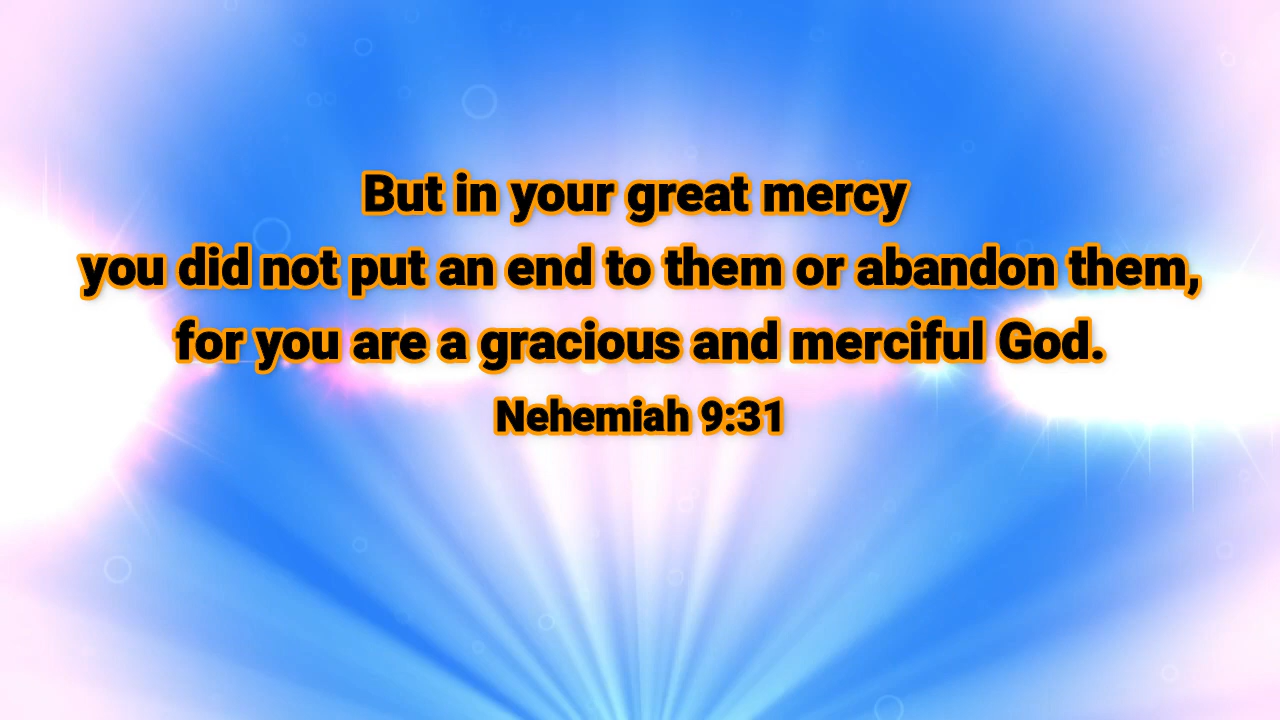 But in your great mercy
you did not put an end to them or abandon them,
for you are a gracious and merciful God.
Nehemiah 9:31